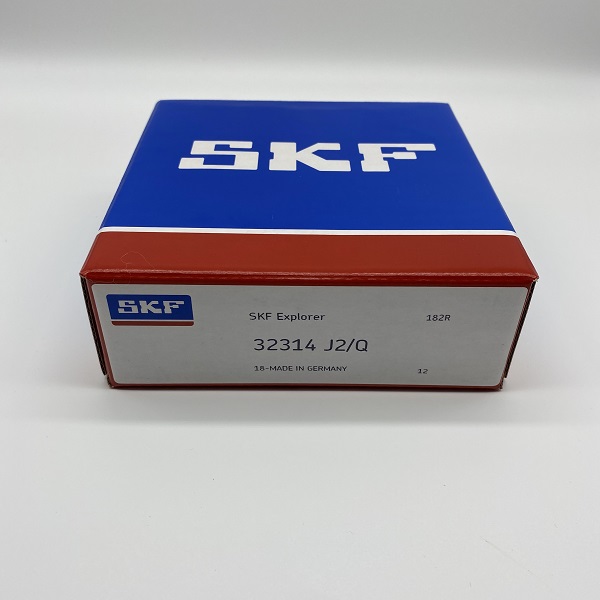 SKF
SKF
SKF Explorer 182R
32314 J2/Q
18-MADE IN GERMANY 12